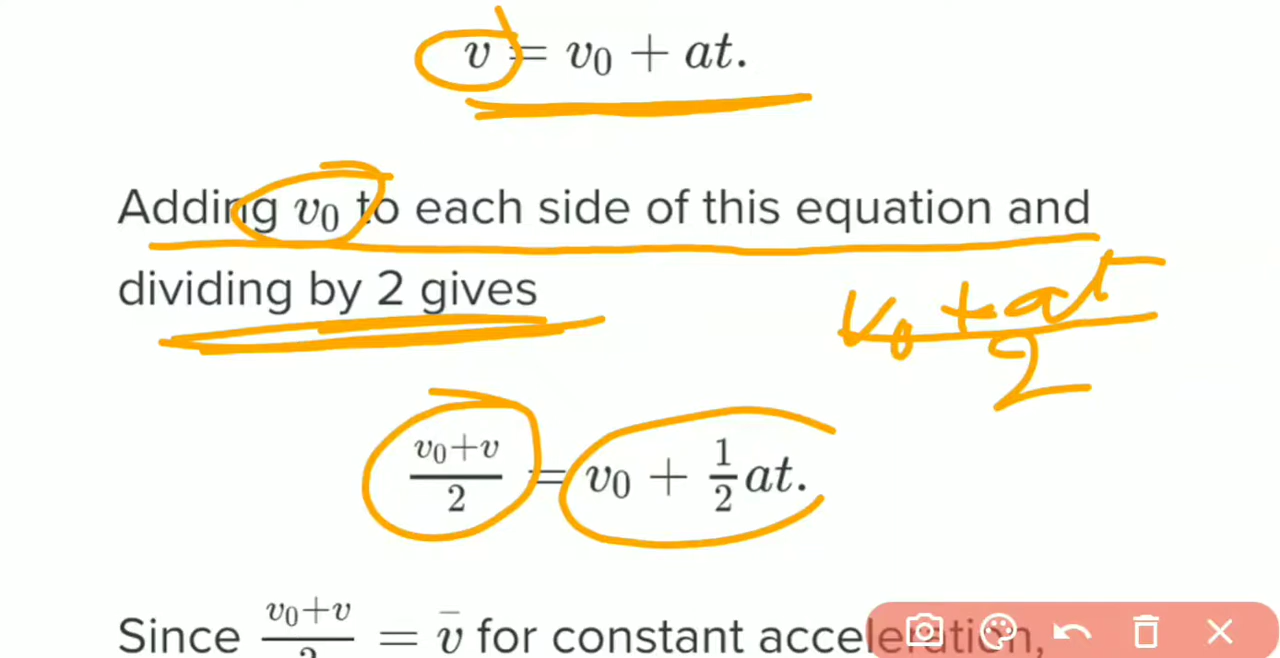 v = v₀ + at.
Adding v₀ to each side of this equation and
dividing by 2 gives
v₀ + at / 2
(v₀+v)/2 = v₀ + ½at.
Since (v₀+v)/2 = v̄ for constant acceleration,